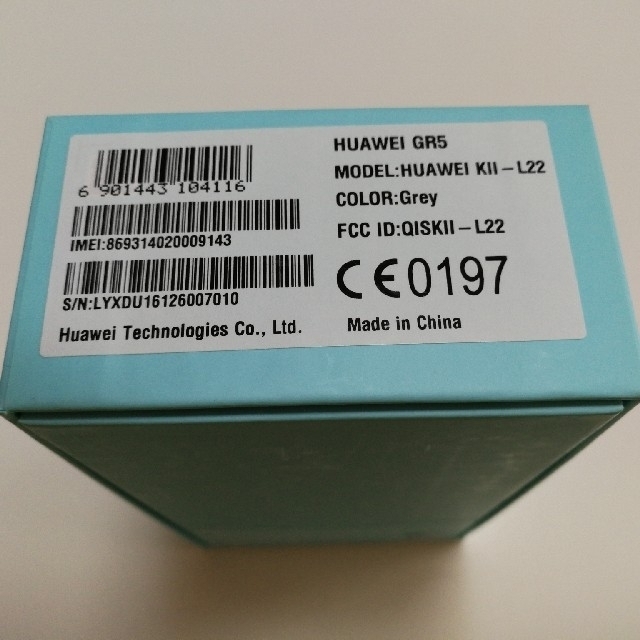 6 901443 104116
IMEI:869314020009143
S/N:LYXDU16126007010
Huawei Technologies Co., Ltd.
HUAWEI GR5
MODEL:HUAWEI KII-L22
COLOR:Grey
FCC ID:QISKII-L22
CE0197
Made in China